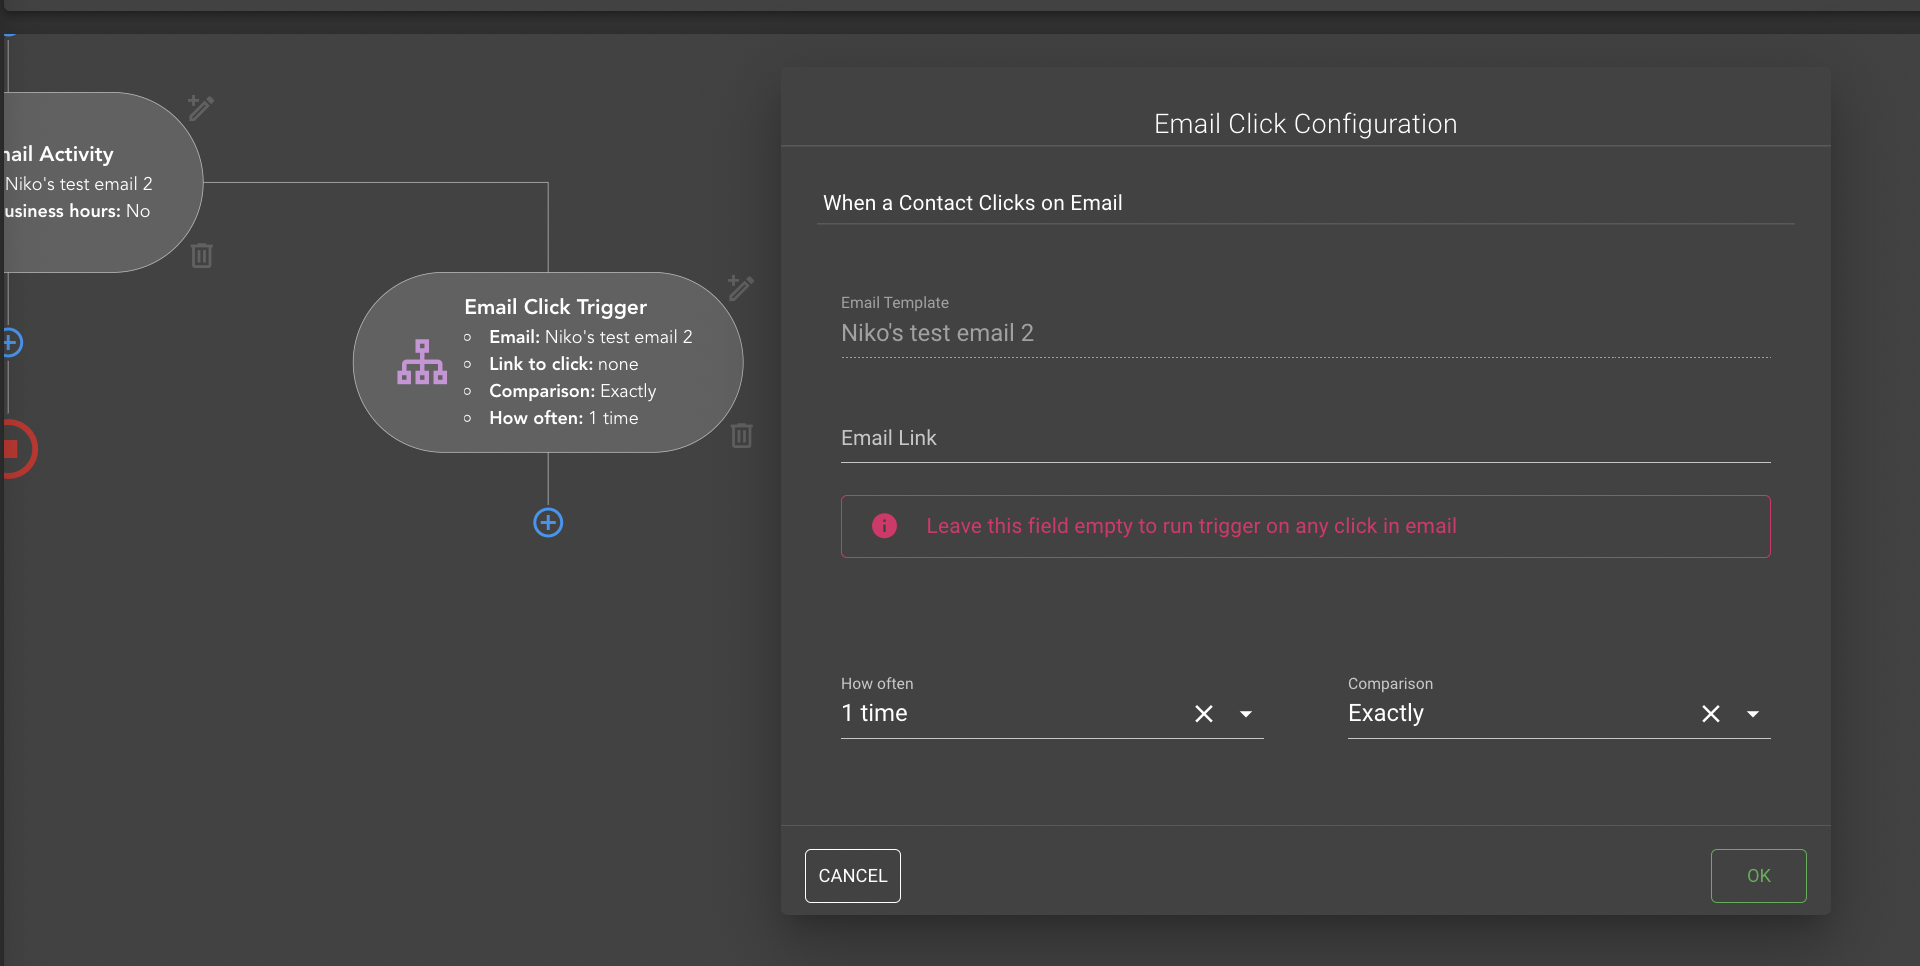 Activity
Niko's test email 2
hours: No
Email Click Trigger
Email: Niko's test email 2
Link to click: none
Comparison: Exactly
How often: 1 time
Email Click Configuration
When a Contact Clicks on Email
Email Template
Niko's test email 2
Email Link
Leave this field empty to run trigger on any click in email
How often
1 time
Comparison
Exactly
CANCEL
OK